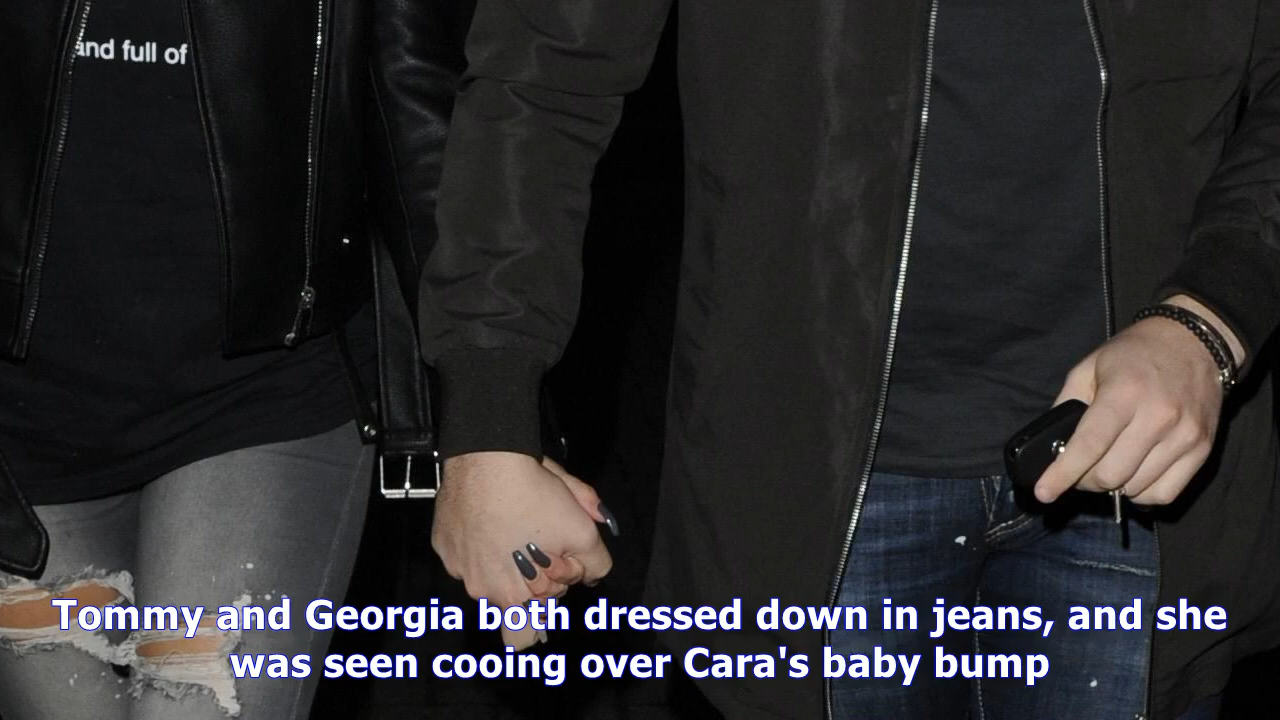 and full of
Tommy and Georgia both dressed down in jeans, and she
was seen cooing over Cara's baby bump